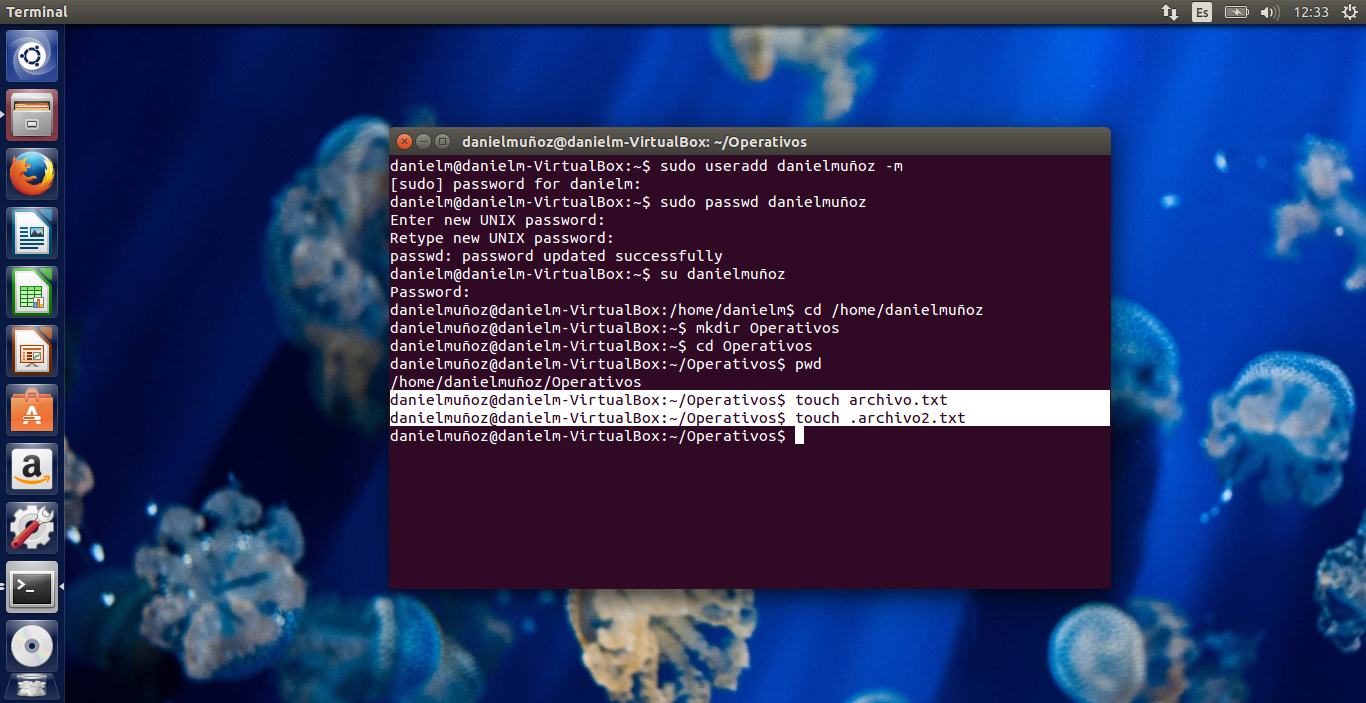 Terminal
Es
12:33
danielmuñoz@danielm-VirtualBox: ~/Operativos
danielm@danielm-VirtualBox:~$ sudo useradd danielmuñoz -m
[sudo] password for danielm:
danielm@danielm-VirtualBox:~$ sudo passwd danielmuñoz
Enter new UNIX password:
Retype new UNIX password:
passwd: password updated successfully
danielm@danielm-VirtualBox:~$ su danielmuñoz
Password:
danielmuñoz@danielm-VirtualBox:/home/danielm$ cd /home/danielmuñoz
danielmuñoz@danielm-VirtualBox:~$ mkdir Operativos
danielmuñoz@danielm-VirtualBox:~$ cd Operativos
danielmuñoz@danielm-VirtualBox:~/Operativos$ pwd
/home/danielmuñoz/Operativos
danielmuñoz@danielm-VirtualBox:~/Operativos$ touch archivo.txt
danielmuñoz@danielm-VirtualBox:~/Operativos$ touch .archivo2.txt
danielmuñoz@danielm-VirtualBox:~/Operativos$
A
a
>_